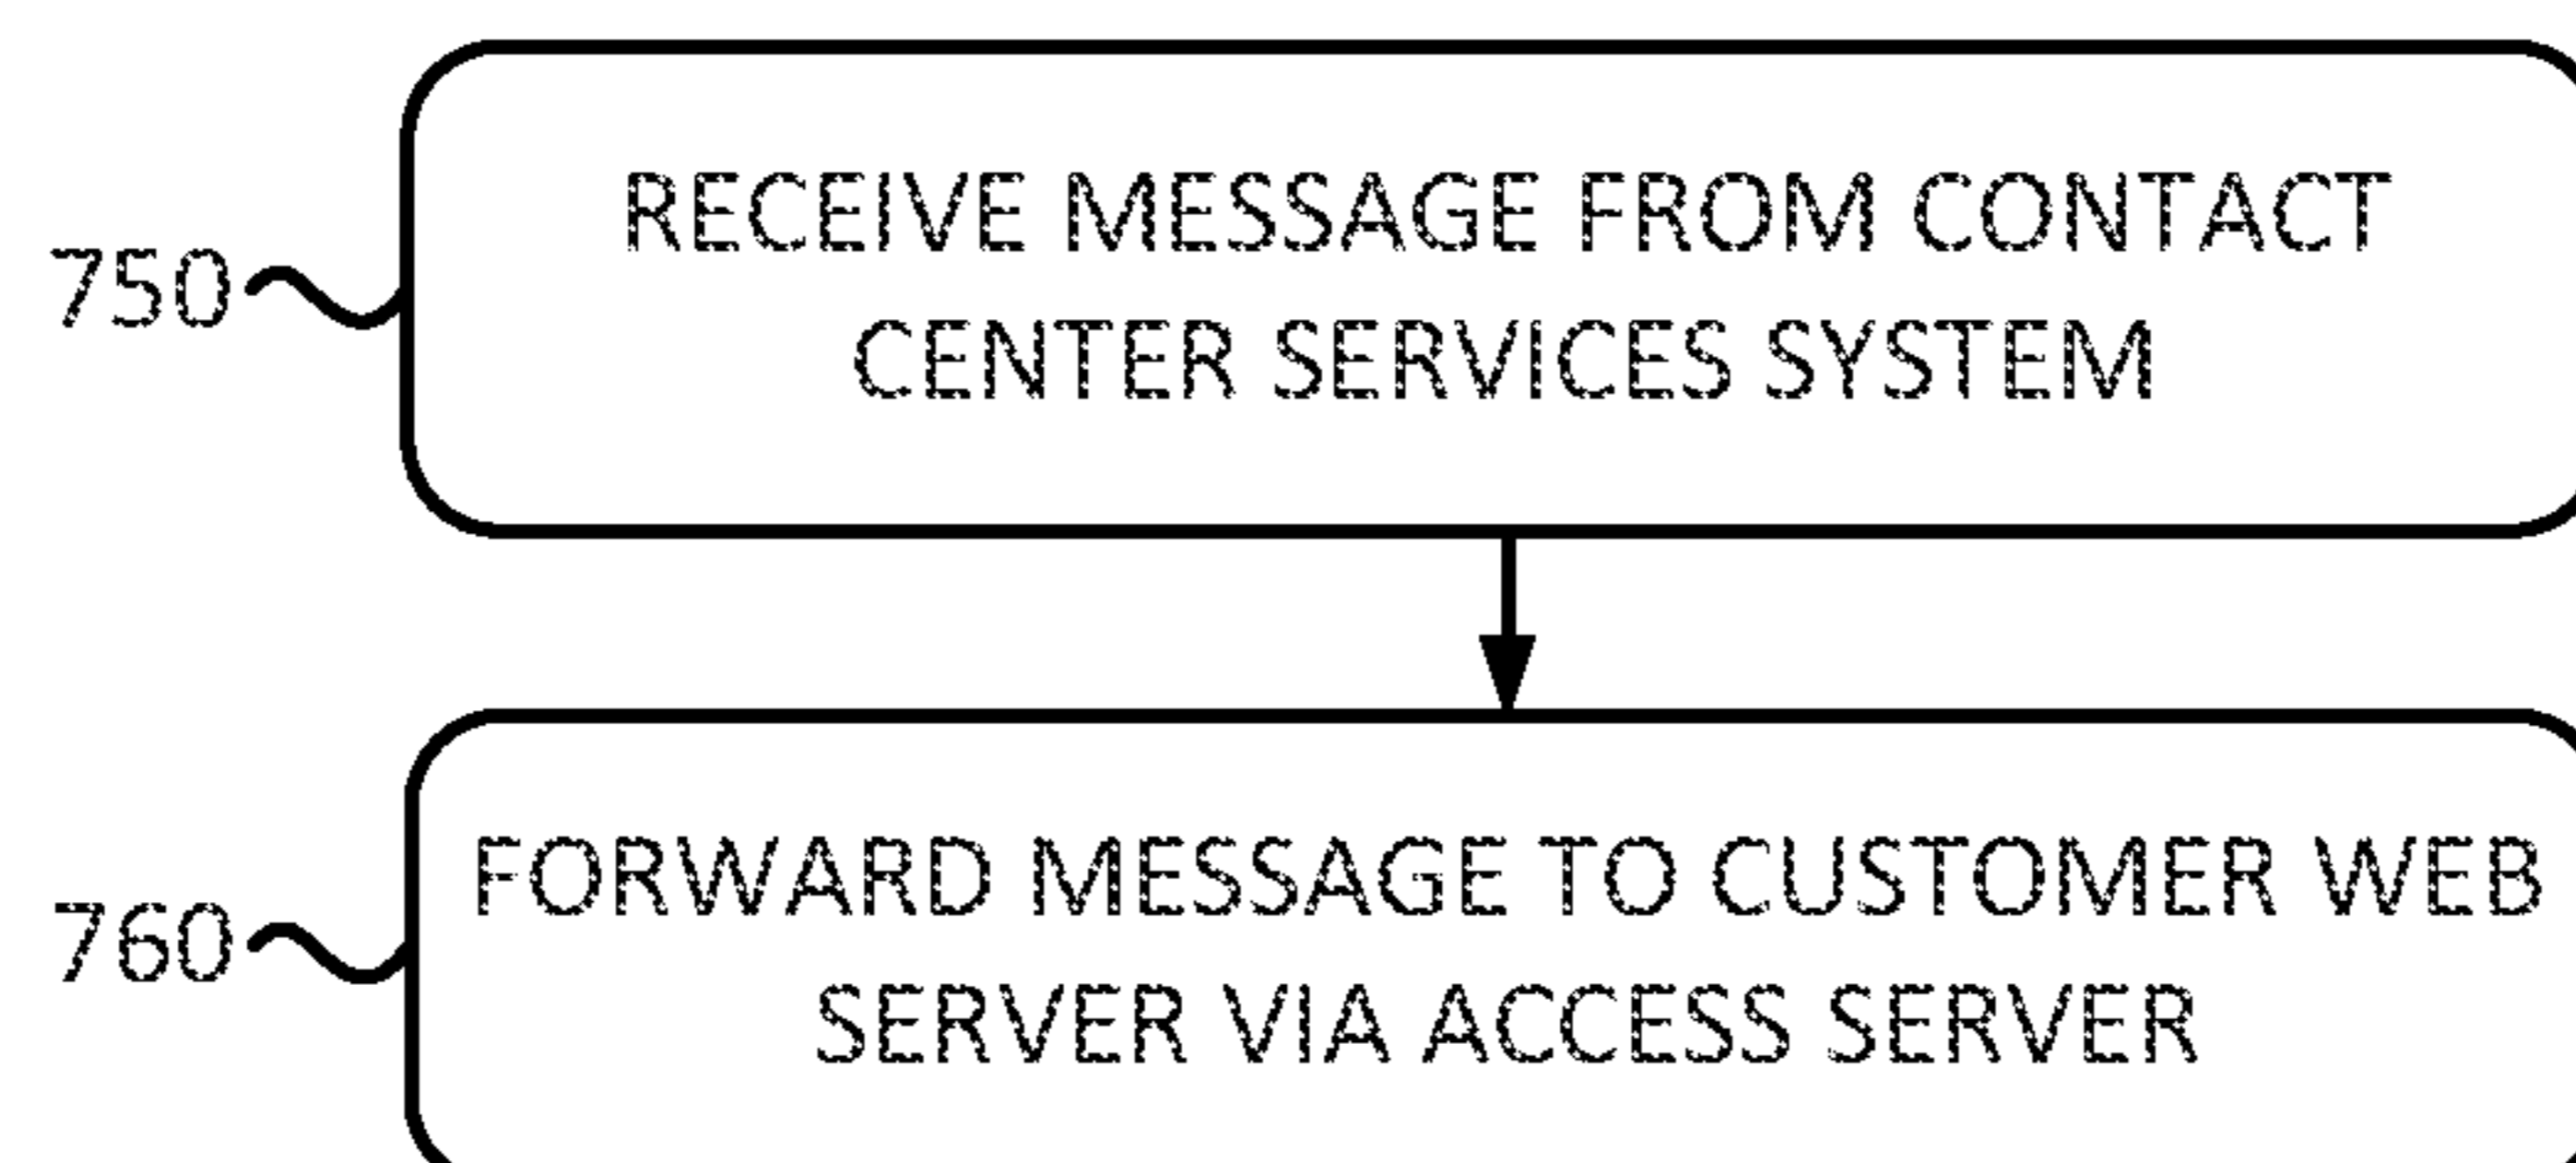 RECEIVE MESSAGE FROM CONTACT
750
CENTER SERVICES SYSTEM
FORWARD MESSAGE TO CUSTOMER WEB
760
SERVER VIA ACCESS SERVER